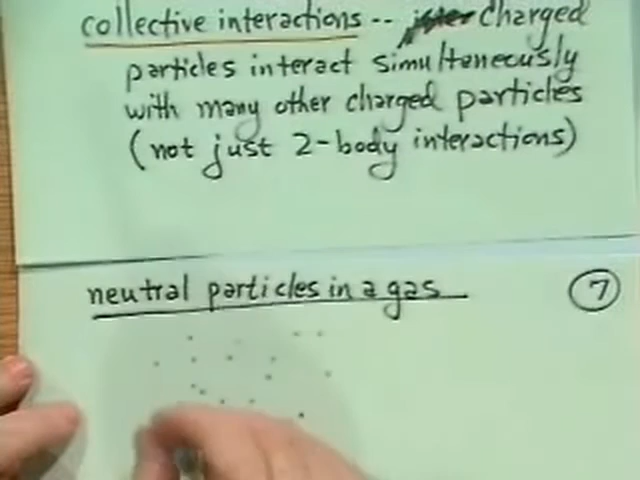 collective interactions -- charged
particles interact simultaneously
with many other charged particles
(not just 2-body interactions)
neutral particles in a gas
7